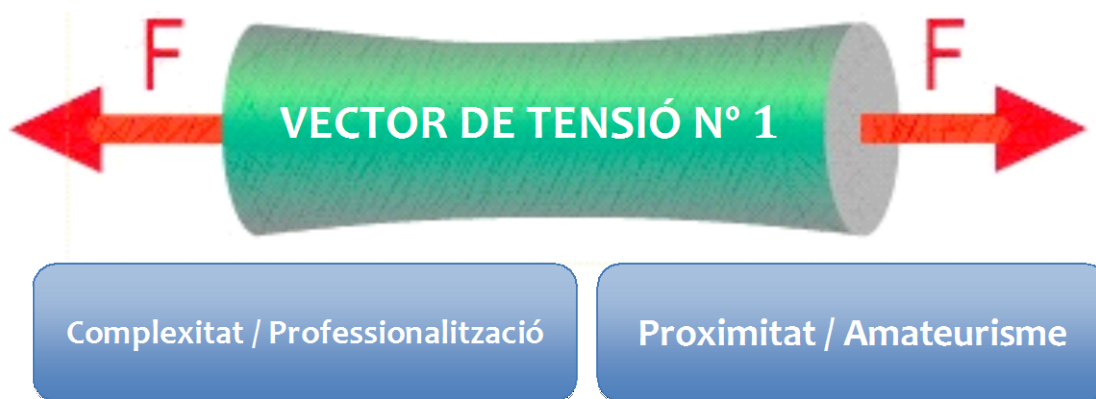 F
F
VECTOR DE TENSIÓ Nº 1
Complexitat / Professionalització
Proximitat / Amateurisme